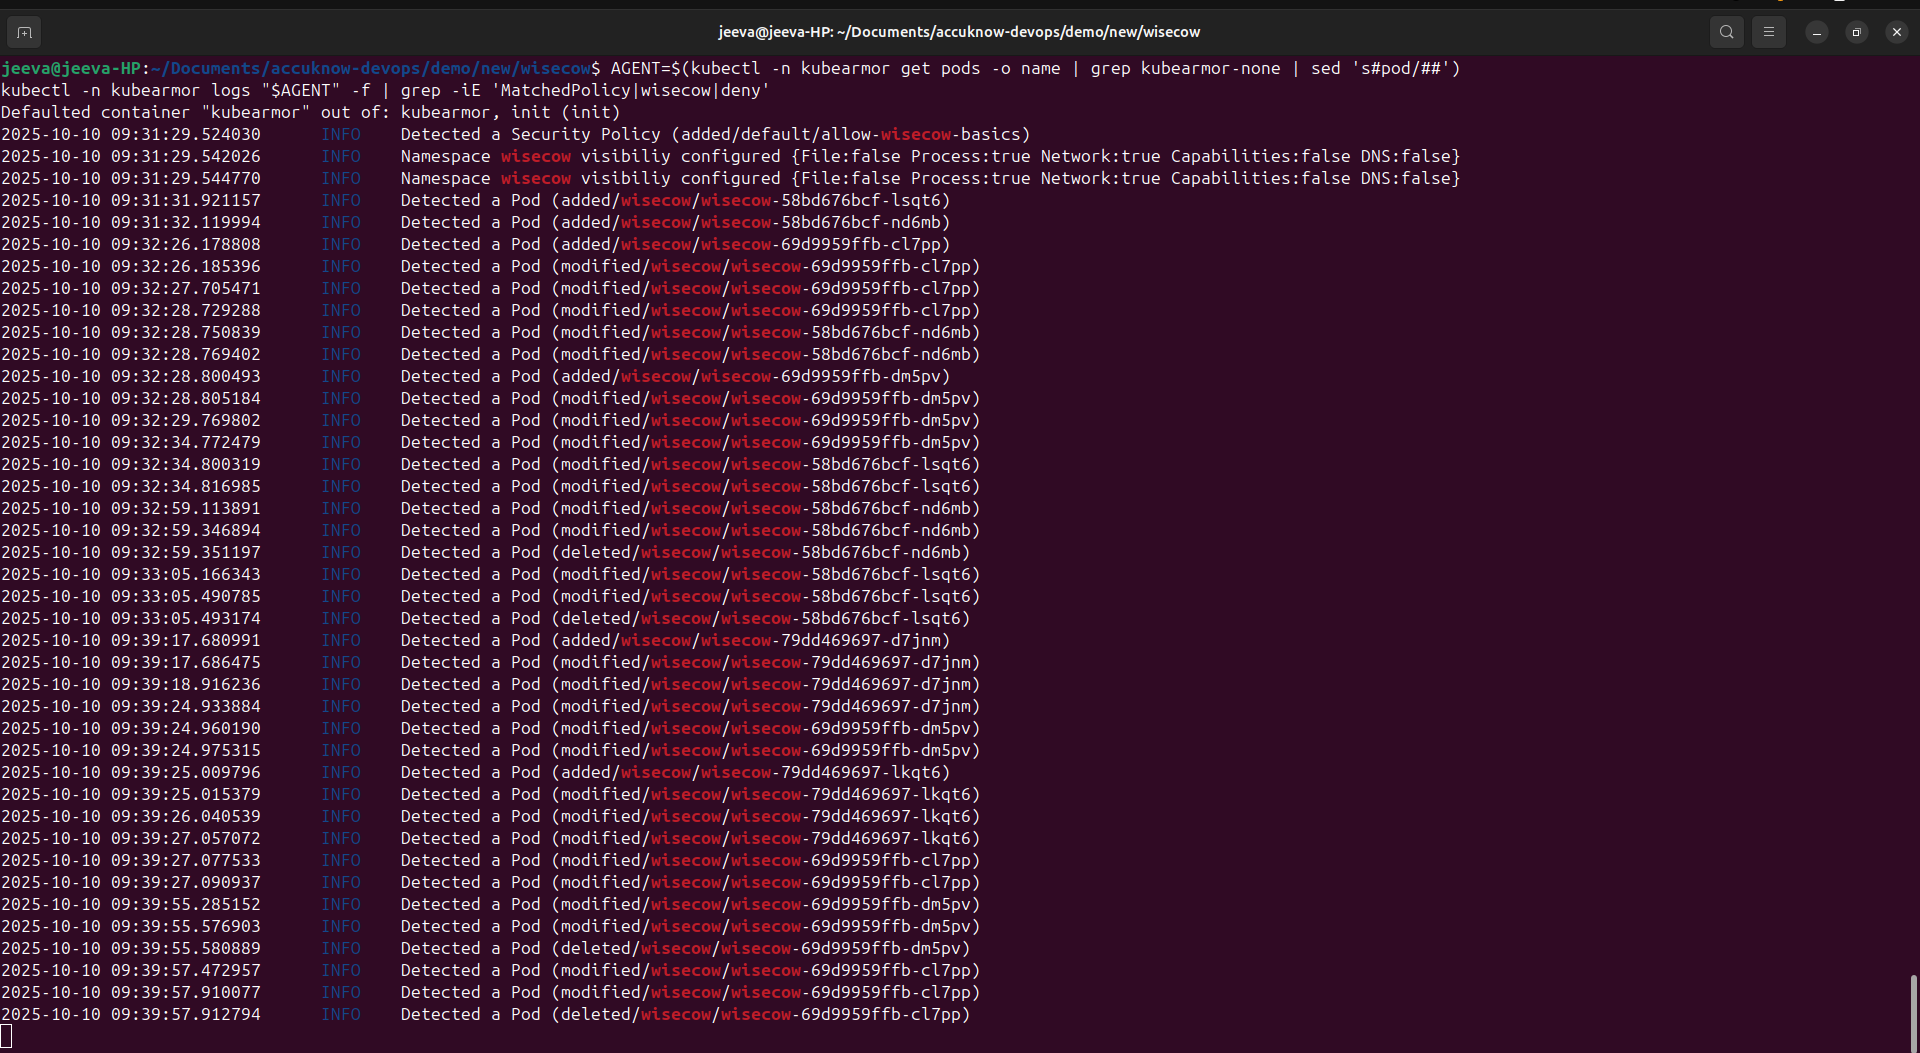 jeeva@jeeva-HP: ~/Documents/accuknow-devops/demo/new/wisecow
jeeva@jeeva-HP:~/Documents/accuknow-devops/demo/new/wisecow$ AGENT=$(kubectl -n kubearmor get pods -o name | grep kubearmor-none | sed 's#pod/##')
kubectl -n kubearmor logs "$AGENT" -f | grep -iE 'MatchedPolicy|wisecow|deny'
Defaulted container "kubearmor" out of: kubearmor, init (init)
2025-10-10 09:31:29.524030      INFO    Detected a Security Policy (added/default/allow-wisecow-basics)
2025-10-10 09:31:29.542026      INFO    Namespace wisecow visibiliy configured {File:false Process:true Network:true Capabilities:false DNS:false}
2025-10-10 09:31:29.544770      INFO    Namespace wisecow visibiliy configured {File:false Process:true Network:true Capabilities:false DNS:false}
2025-10-10 09:31:31.921157      INFO    Detected a Pod (added/wisecow/wisecow-58bd676bcf-lsqt6)
2025-10-10 09:31:32.119994      INFO    Detected a Pod (added/wisecow/wisecow-58bd676bcf-nd6mb)
2025-10-10 09:32:26.178808      INFO    Detected a Pod (added/wisecow/wisecow-69d9959ffb-cl7pp)
2025-10-10 09:32:26.185396      INFO    Detected a Pod (modified/wisecow/wisecow-69d9959ffb-cl7pp)
2025-10-10 09:32:27.705471      INFO    Detected a Pod (modified/wisecow/wisecow-69d9959ffb-cl7pp)
2025-10-10 09:32:28.729288      INFO    Detected a Pod (modified/wisecow/wisecow-69d9959ffb-cl7pp)
2025-10-10 09:32:28.750839      INFO    Detected a Pod (modified/wisecow/wisecow-58bd676bcf-nd6mb)
2025-10-10 09:32:28.769402      INFO    Detected a Pod (modified/wisecow/wisecow-58bd676bcf-nd6mb)
2025-10-10 09:32:28.800493      INFO    Detected a Pod (added/wisecow/wisecow-69d9959ffb-dm5pv)
2025-10-10 09:32:28.805184      INFO    Detected a Pod (modified/wisecow/wisecow-69d9959ffb-dm5pv)
2025-10-10 09:32:29.769802      INFO    Detected a Pod (modified/wisecow/wisecow-69d9959ffb-dm5pv)
2025-10-10 09:32:34.772479      INFO    Detected a Pod (modified/wisecow/wisecow-69d9959ffb-dm5pv)
2025-10-10 09:32:34.800319      INFO    Detected a Pod (modified/wisecow/wisecow-58bd676bcf-lsqt6)
2025-10-10 09:32:34.816985      INFO    Detected a Pod (modified/wisecow/wisecow-58bd676bcf-lsqt6)
2025-10-10 09:32:59.113891      INFO    Detected a Pod (modified/wisecow/wisecow-58bd676bcf-nd6mb)
2025-10-10 09:32:59.346894      INFO    Detected a Pod (modified/wisecow/wisecow-58bd676bcf-nd6mb)
2025-10-10 09:32:59.351197      INFO    Detected a Pod (deleted/wisecow/wisecow-58bd676bcf-nd6mb)
2025-10-10 09:33:05.166343      INFO    Detected a Pod (modified/wisecow/wisecow-58bd676bcf-lsqt6)
2025-10-10 09:33:05.490785      INFO    Detected a Pod (modified/wisecow/wisecow-58bd676bcf-lsqt6)
2025-10-10 09:33:05.493174      INFO    Detected a Pod (deleted/wisecow/wisecow-58bd676bcf-lsqt6)
2025-10-10 09:39:17.680991      INFO    Detected a Pod (added/wisecow/wisecow-79dd469697-d7jnm)
2025-10-10 09:39:17.686475      INFO    Detected a Pod (modified/wisecow/wisecow-79dd469697-d7jnm)
2025-10-10 09:39:18.916236      INFO    Detected a Pod (modified/wisecow/wisecow-79dd469697-d7jnm)
2025-10-10 09:39:24.933884      INFO    Detected a Pod (modified/wisecow/wisecow-79dd469697-d7jnm)
2025-10-10 09:39:24.960190      INFO    Detected a Pod (modified/wisecow/wisecow-69d9959ffb-dm5pv)
2025-10-10 09:39:24.975315      INFO    Detected a Pod (modified/wisecow/wisecow-69d9959ffb-dm5pv)
2025-10-10 09:39:25.009796      INFO    Detected a Pod (added/wisecow/wisecow-79dd469697-lkqt6)
2025-10-10 09:39:25.015379      INFO    Detected a Pod (modified/wisecow/wisecow-79dd469697-lkqt6)
2025-10-10 09:39:26.040539      INFO    Detected a Pod (modified/wisecow/wisecow-79dd469697-lkqt6)
2025-10-10 09:39:27.057072      INFO    Detected a Pod (modified/wisecow/wisecow-79dd469697-lkqt6)
2025-10-10 09:39:27.077533      INFO    Detected a Pod (modified/wisecow/wisecow-69d9959ffb-cl7pp)
2025-10-10 09:39:27.090937      INFO    Detected a Pod (modified/wisecow/wisecow-69d9959ffb-cl7pp)
2025-10-10 09:39:55.285152      INFO    Detected a Pod (modified/wisecow/wisecow-69d9959ffb-dm5pv)
2025-10-10 09:39:55.576903      INFO    Detected a Pod (modified/wisecow/wisecow-69d9959ffb-dm5pv)
2025-10-10 09:39:55.580889      INFO    Detected a Pod (deleted/wisecow/wisecow-69d9959ffb-dm5pv)
2025-10-10 09:39:57.472957      INFO    Detected a Pod (modified/wisecow/wisecow-69d9959ffb-cl7pp)
2025-10-10 09:39:57.910077      INFO    Detected a Pod (modified/wisecow/wisecow-69d9959ffb-cl7pp)
2025-10-10 09:39:57.912794      INFO    Detected a Pod (deleted/wisecow/wisecow-69d9959ffb-cl7pp)